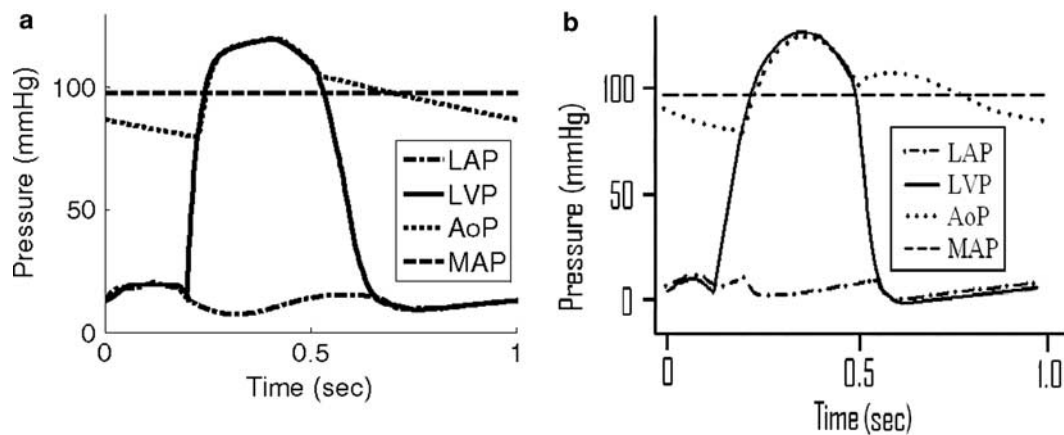 a
Pressure (mmHg)
100
50
0
LAP
LVP
AoP
MAP
0
0.5
1
Time (sec)
b
Pressure (mmHg)
100
50
0
LAP
LVP
AoP
MAP
0
0.5
1.0
Time (sec)